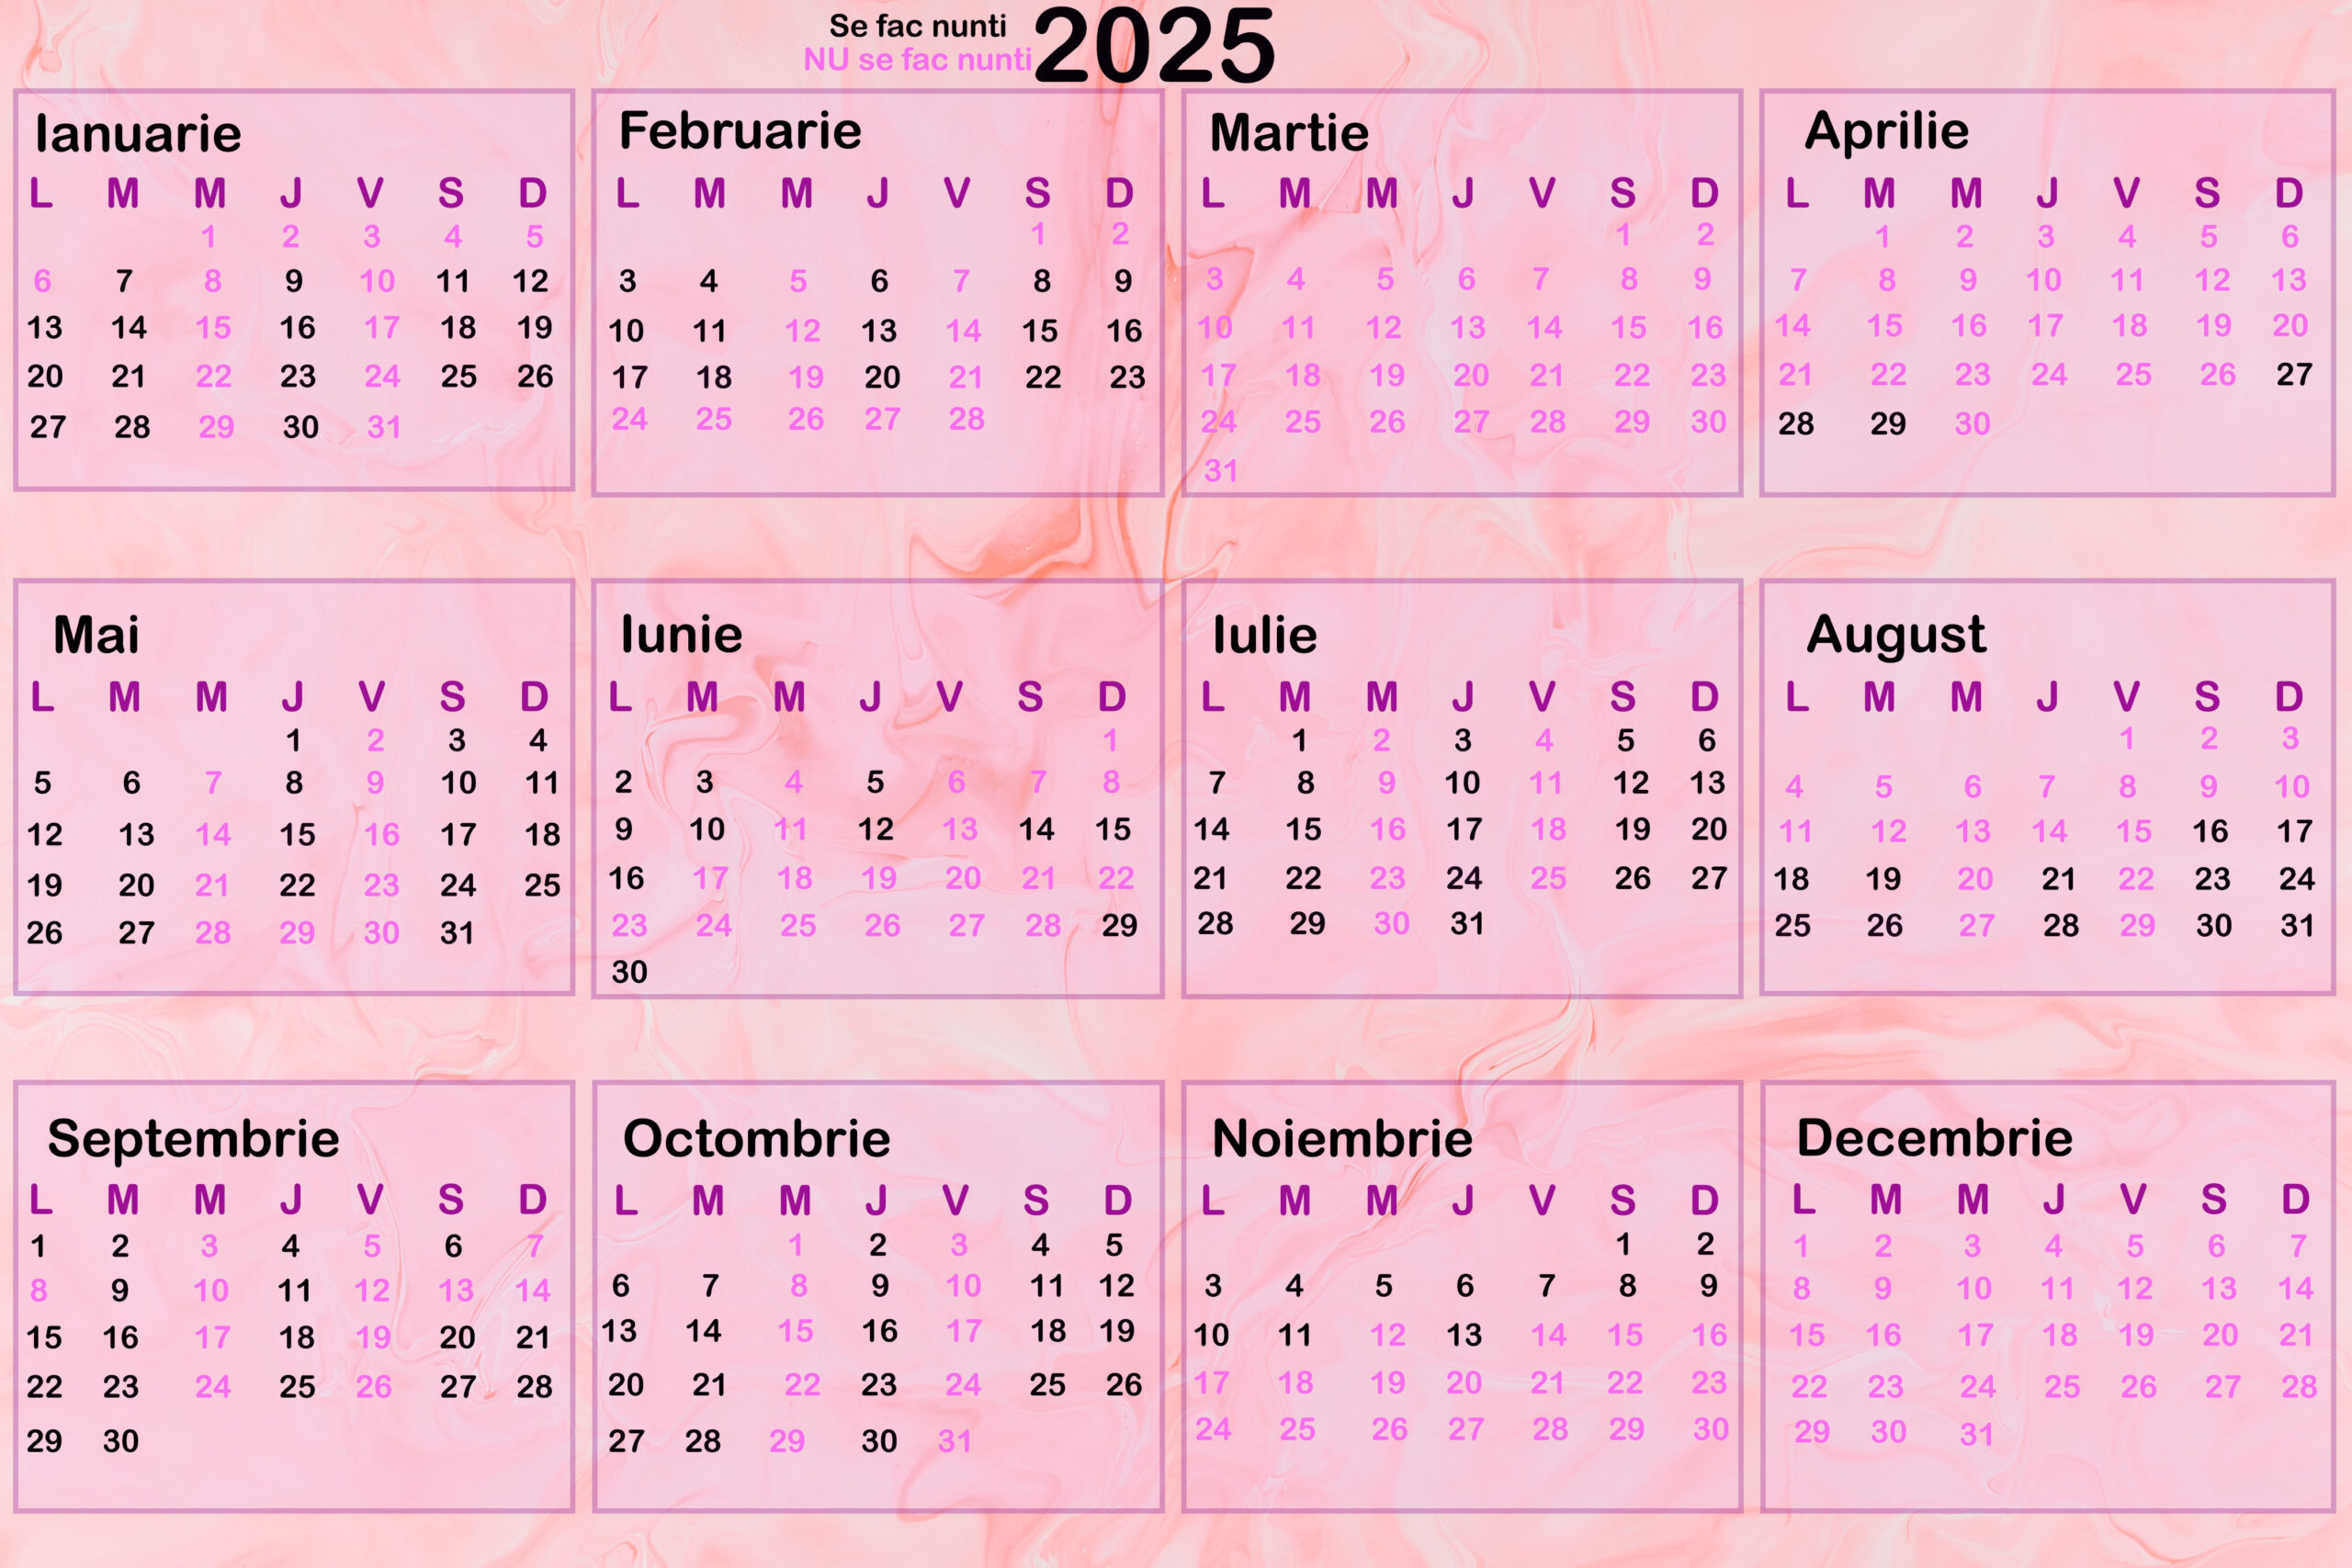 Se fac nunti
NU se fac nunti
2025
Ianuarie
L M M J V S D
1 2 3 4 5
6 7 8 9 10 11 12
13 14 15 16 17 18 19
20 21 22 23 24 25 26
27 28 29 30 31
Februarie
L M M J V S D
1 2
3 4 5 6 7 8 9
10 11 12 13 14 15 16
17 18 19 20 21 22 23
24 25 26 27 28
Martie
L M M J V S D
1 2
3 4 5 6 7 8 9
10 11 12 13 14 15 16
17 18 19 20 21 22 23
24 25 26 27 28 29 30
31
Aprilie
L M M J V S D
1 2 3 4 5 6
7 8 9 10 11 12 13
14 15 16 17 18 19 20
21 22 23 24 25 26 27
28 29 30
Mai
L M M J V S D
1 2 3 4
5 6 7 8 9 10 11
12 13 14 15 16 17 18
19 20 21 22 23 24 25
26 27 28 29 30 31
Iunie
L M M J V S D
1
2 3 4 5 6 7 8
9 10 11 12 13 14 15
16 17 18 19 20 21 22
23 24 25 26 27 28 29
30
Iulie
L M M J V S D
1 2 3 4 5 6
7 8 9 10 11 12 13
14 15 16 17 18 19 20
21 22 23 24 25 26 27
28 29 30 31
August
L M M J V S D
1 2 3
4 5 6 7 8 9 10
11 12 13 14 15 16 17
18 19 20 21 22 23 24
25 26 27 28 29 30 31
Septembrie
L M M J V S D
1 2 3 4 5 6 7
8 9 10 11 12 13 14
15 16 17 18 19 20 21
22 23 24 25 26 27 28
29 30
Octombrie
L M M J V S D
1 2 3 4 5
6 7 8 9 10 11 12
13 14 15 16 17 18 19
20 21 22 23 24 25 26
27 28 29 30 31
Noiembrie
L M M J V S D
1 2
3 4 5 6 7 8 9
10 11 12 13 14 15 16
17 18 19 20 21 22 23
24 25 26 27 28 29 30
Decembrie
L M M J V S D
1 2 3 4 5 6 7
8 9 10 11 12 13 14
15 16 17 18 19 20 21
22 23 24 25 26 27 28
29 30 31